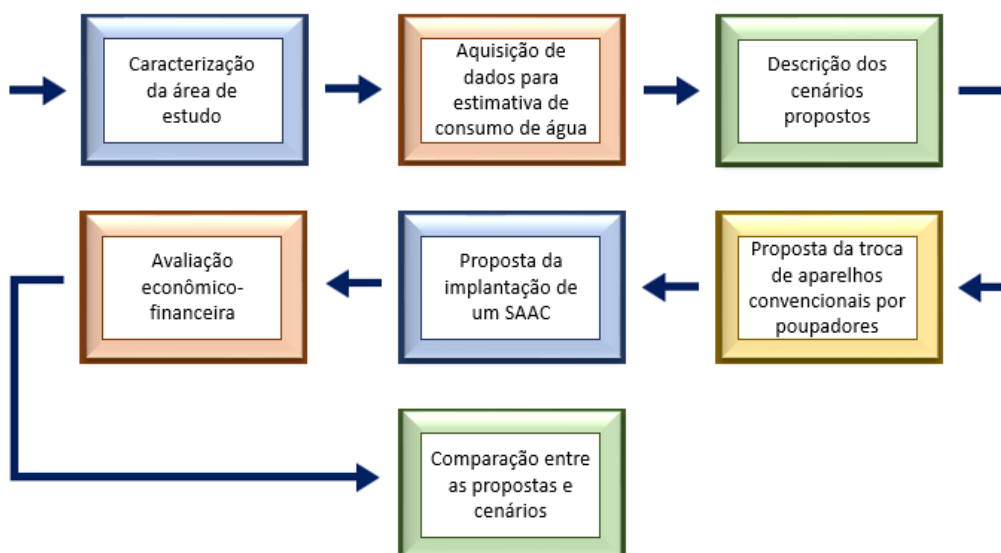 Caracterização
da área de
estudo
Aquisição de
dados para
estimativa de
consumo de água
Descrição dos
cenários
propostos
Proposta da troca
de aparelhos
convencionais por
poupadores
Proposta da
implantação de
um SAAC
Avaliação
econômico-
financeira
Comparação entre
as propostas e
cenários